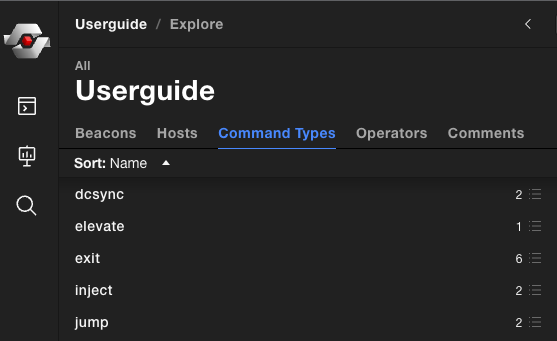 Userguide / Explore
All
Userguide
Beacons Hosts Command Types Operators Comments
Sort: Name
dcsync 2
elevate 1
exit 6
inject 2
jump 2